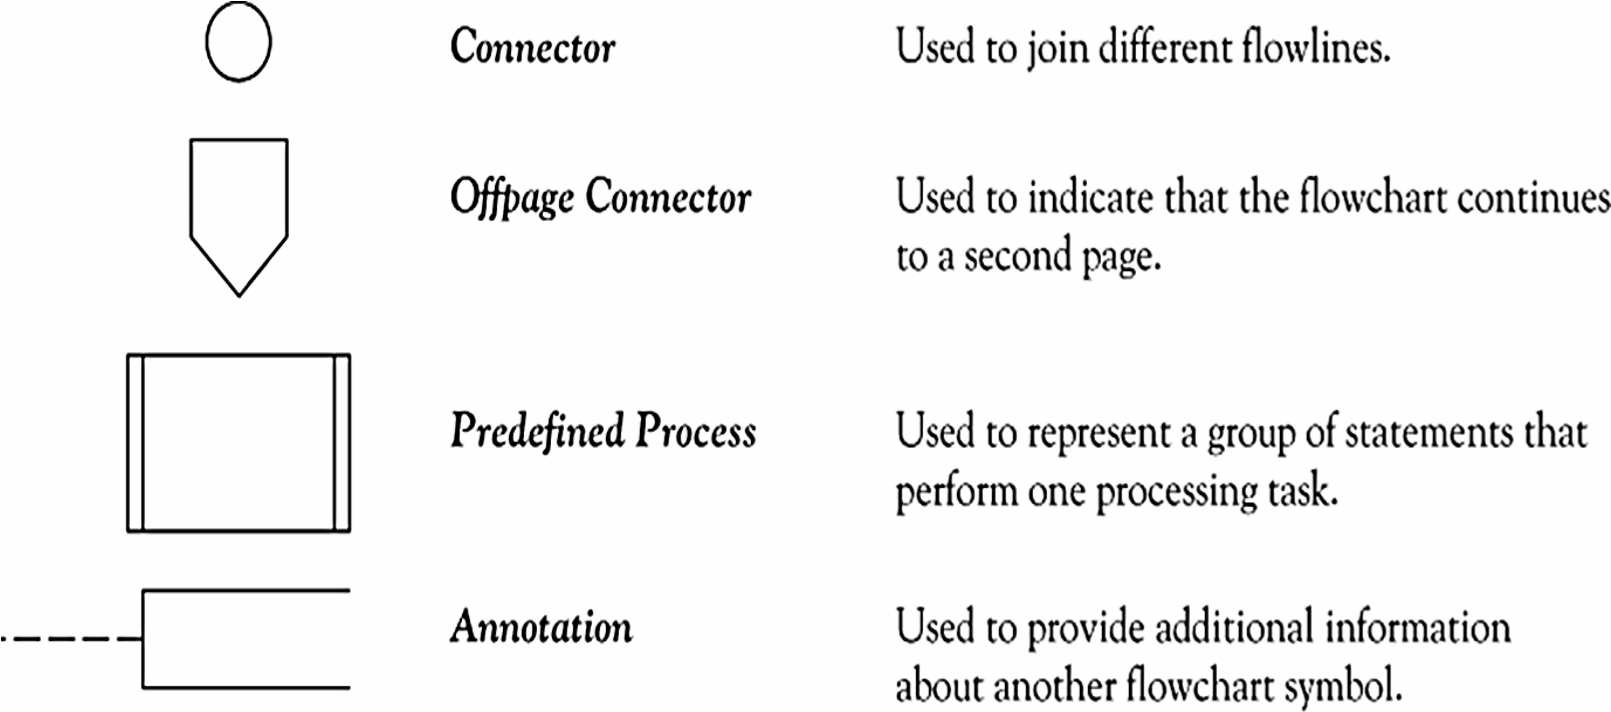 Connector
Used to join different flowlines.
Offpage Connector
Used to indicate that the flowchart continues
to a second page.
Predefined Process
Used to represent a group of statements that
perform one processing task.
Annotation
Used to provide additional information
about another flowchart symbol.